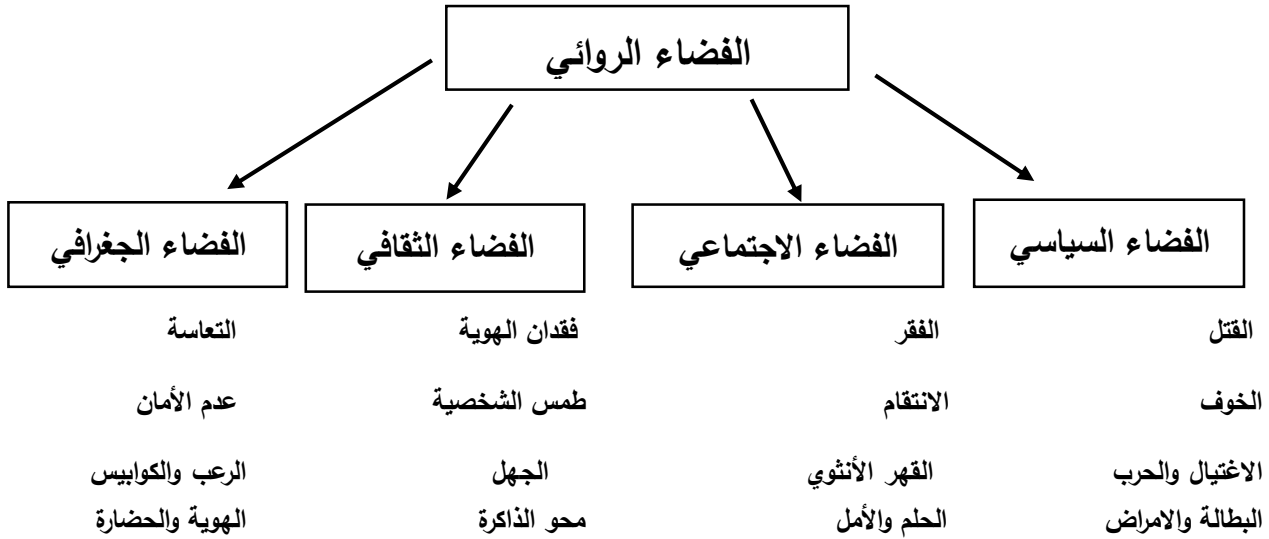 الفضاء الروائي
الفضاء السياسي
الفضاء الاجتماعي
الفضاء الثقافي
الفضاء الجغرافي
القتل
الفقر
فقدان الهوية
التعاسة
الخوف
الانتقام
طمس الشخصية
عدم الأمان
الاغتيال والحرب
القهر الأنثوي
الجهل
الرعب والكوابيس
البطالة والامراض
الحلم والأمل
محو الذاكرة
الهوية والحضارة